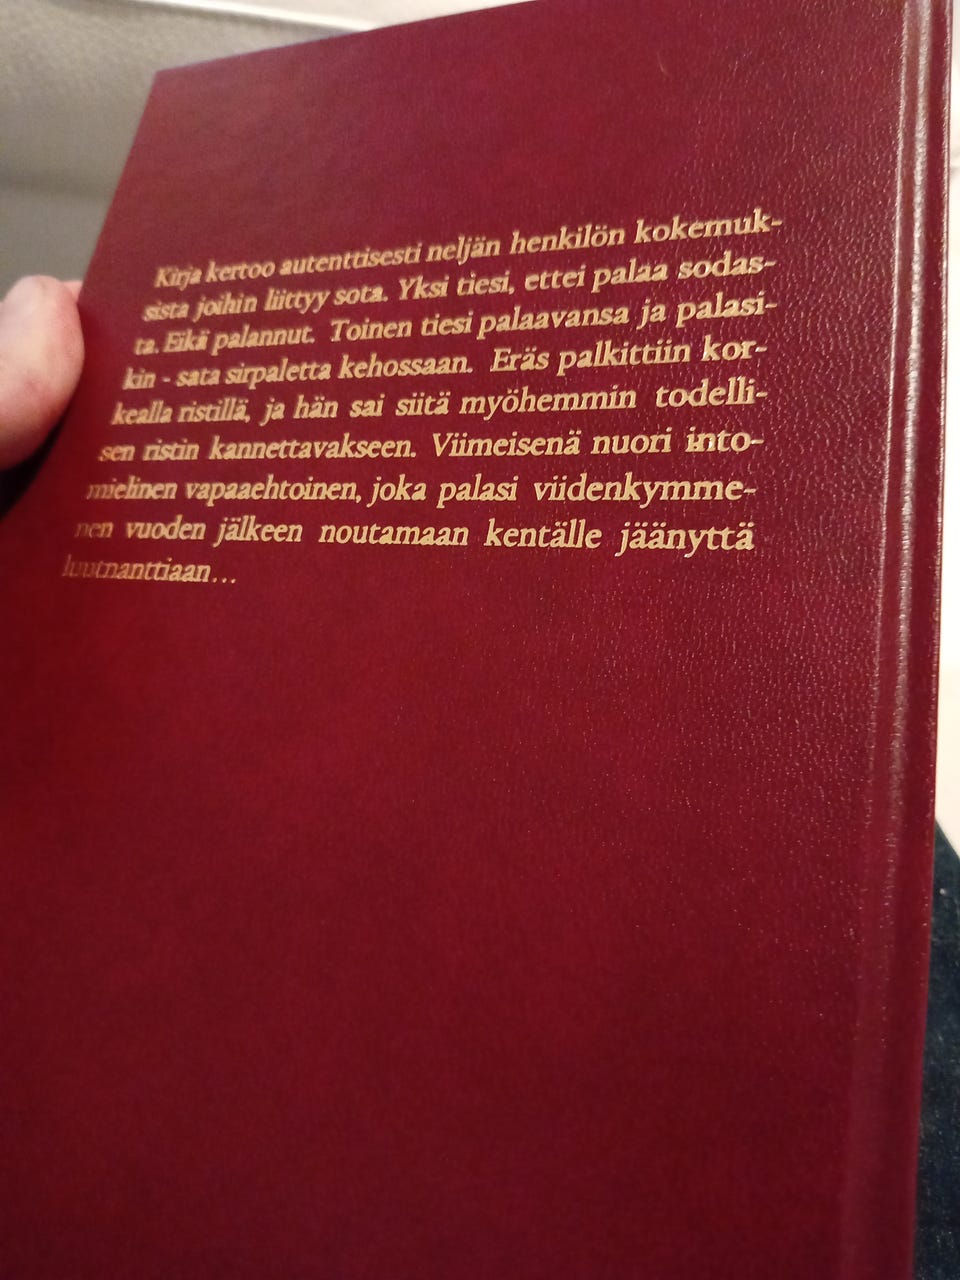 Kirja kertoo autenttisesti neljän henkilön kokemuk-
sista joihin liittyy sota. Yksi tiesi, ettei palaa sodas-
ta. Eikä palannut. Toinen tiesi palaavansa ja palasi-
kin - sata sirpaletta kehossaan. Eräs palkittiin kor-
kealla ristillä, ja hän sai siitä myöhemmin todelli-
sen ristin kannettavakseen. Viimeisenä nuori into-
mielinen vapaaehtoinen, joka palasi viidenkymme-
nen vuoden jälkeen noutamaan kentälle jäänyttä
luutnanttiaan...